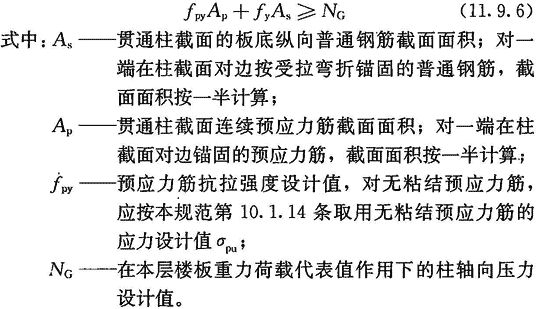 f_py A_p + f_y A_s ≥ N_G (11.9.6)
式中：A_s ——贯通柱截面的板底纵向普通钢筋截面面积；对一
端在柱截面对边按受拉弯折锚固的普通钢筋，截
面面积按一半计算；
A_p ——贯通柱截面连续预应力筋截面面积；对一端在柱
截面对边锚固的预应力筋，截面面积按一半计算；
f_py ——预应力筋抗拉强度设计值，对无粘结预应力筋，
应按本规范第 10.1.14 条取用无粘结预应力筋的
应力设计值 σ_pu；
N_G ——在本层楼板重力荷载代表值作用下的柱轴向压力
设计值。